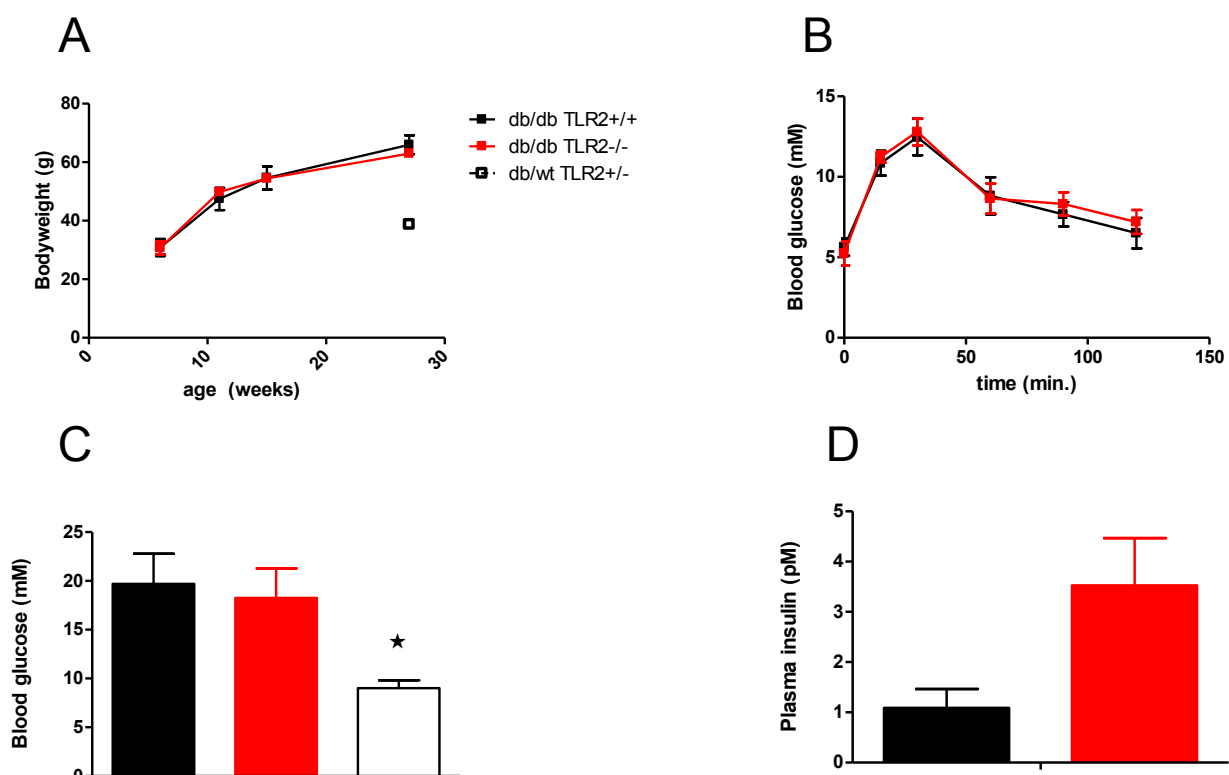 A
B
80
60
40
20
0
0
10
20
30
Bodyweight (g)
age (weeks)
db/db TLR2+/+
db/db TLR2-/-
db/wt TLR2+/-
15
10
5
0
0
50
100
150
Blood glucose (mM)
time (min.)
C
D
25
20
15
10
5
0
Blood glucose (mM)
★
5
4
3
2
1
0
Plasma insulin (pM)